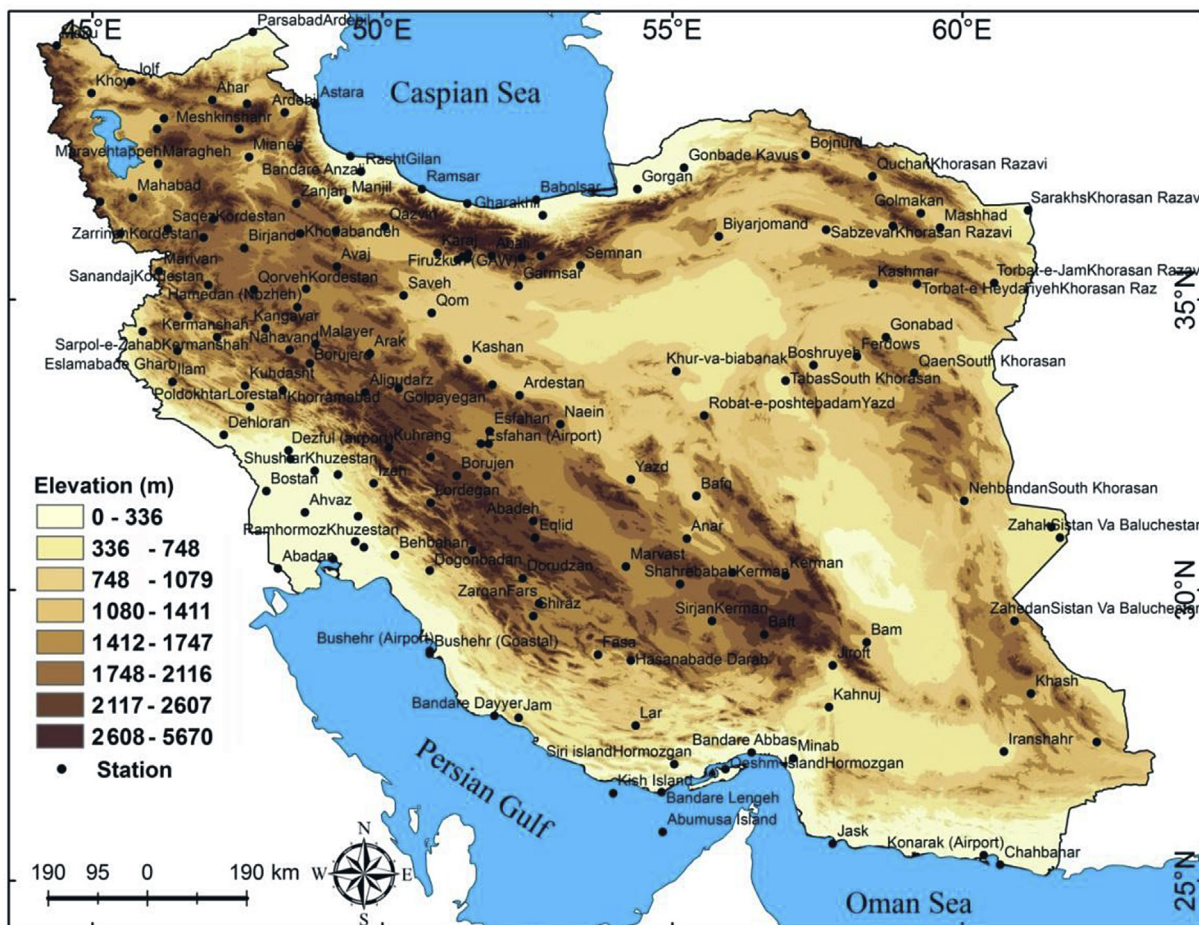 45°E 50°E 55°E 60°E
ParsabadArdebil
Jolf
Khoy
Ahar
Ardebil
Astara
Caspian Sea
Meshkinshahr
MaravehtappehMaragheh
Mianeh
RashtGilan
Bandare Anzali
Bojnurd
Gonbade Kavus
QuchanKhorasan Razavi
Mahabad
Zanjan
Manjil
Ramsar
Babolsar
Gorgan
Gharakhil
Golmakan
SarakhsKhorasan Razavi
Mashhad
SaqezKordestan
Qazvin
Biyarjomand
SabzevarKhorasan Razavi
ZarrinehKordestan
Birjand
Khodabandeh
Karaj
Abali
Marivan
Avaj
Firuzkuh (GAW)
Semnan
SanandajKordestan
QorvehKordestan
Garmsar
Kashmar
Torbat-e-JamKhorasan Razavi
Hamedan (Nozheh)
Saveh
Qom
Torbat-e HeydariyehKhorasan Raz
35°N
Kermanshah
Kangavar
Gonabad
Sarpol-e-ZahabKermanshah
Nahavand
Malayer
Arak
Ferdows
Eslamabade Gharb
Ilam
Borujerd
Kashan
Khur-va-biabanak
Boshruyeh
QaenSouth Khorasan
Kuhdasht
Aligudarz
Ardestan
TabasSouth Khorasan
PoldokhtarLorestan
Khorramabad
Golpayegan
Robat-e-poshtebadamYazd
Dehloran
Esfahan
Naein
Dezful (airport)
Kuhrang
Esfahan (Airport)
ShushtarKhuzestan
Izeh
Borujen
Yazd
Elevation (m)
Bostan
Lordegan
Bafq
NehbandanSouth Khorasan
0 - 336
Ahvaz
Abadeh
RamhormozKhuzestan
Eqlid
Anar
ZahakSistan Va Baluchestan
336 - 748
Abadan
Behbahan
Marvast
748 - 1079
Dogonbadan
Dorudzan
ShahrebabakKerman
Kerman
30°N
1080 - 1411
ZarqanFars
Shiraz
SirjanKerman
ZahedanSistan Va Baluchestan
1412 - 1747
Bushehr (Airport)
Bushehr (Coastal)
Fasa
Baft
Bam
1748 - 2116
Hasanabade Darab
Jiroft
2117 - 2607
Bandare Dayyer
Jam
Kahnuj
Khash
2608 - 5670
Lar
Station
Persian Gulf
Siri islandHormozgan
Bandare Abbas
Minab
Iranshahr
Qeshm IslandHormozgan
Kish Island
Bandare Lengeh
Abumusa Island
N
W E
S
Jask
Konarak (Airport)
Chahbanar
190 95 0 190 km
Oman Sea
25°N